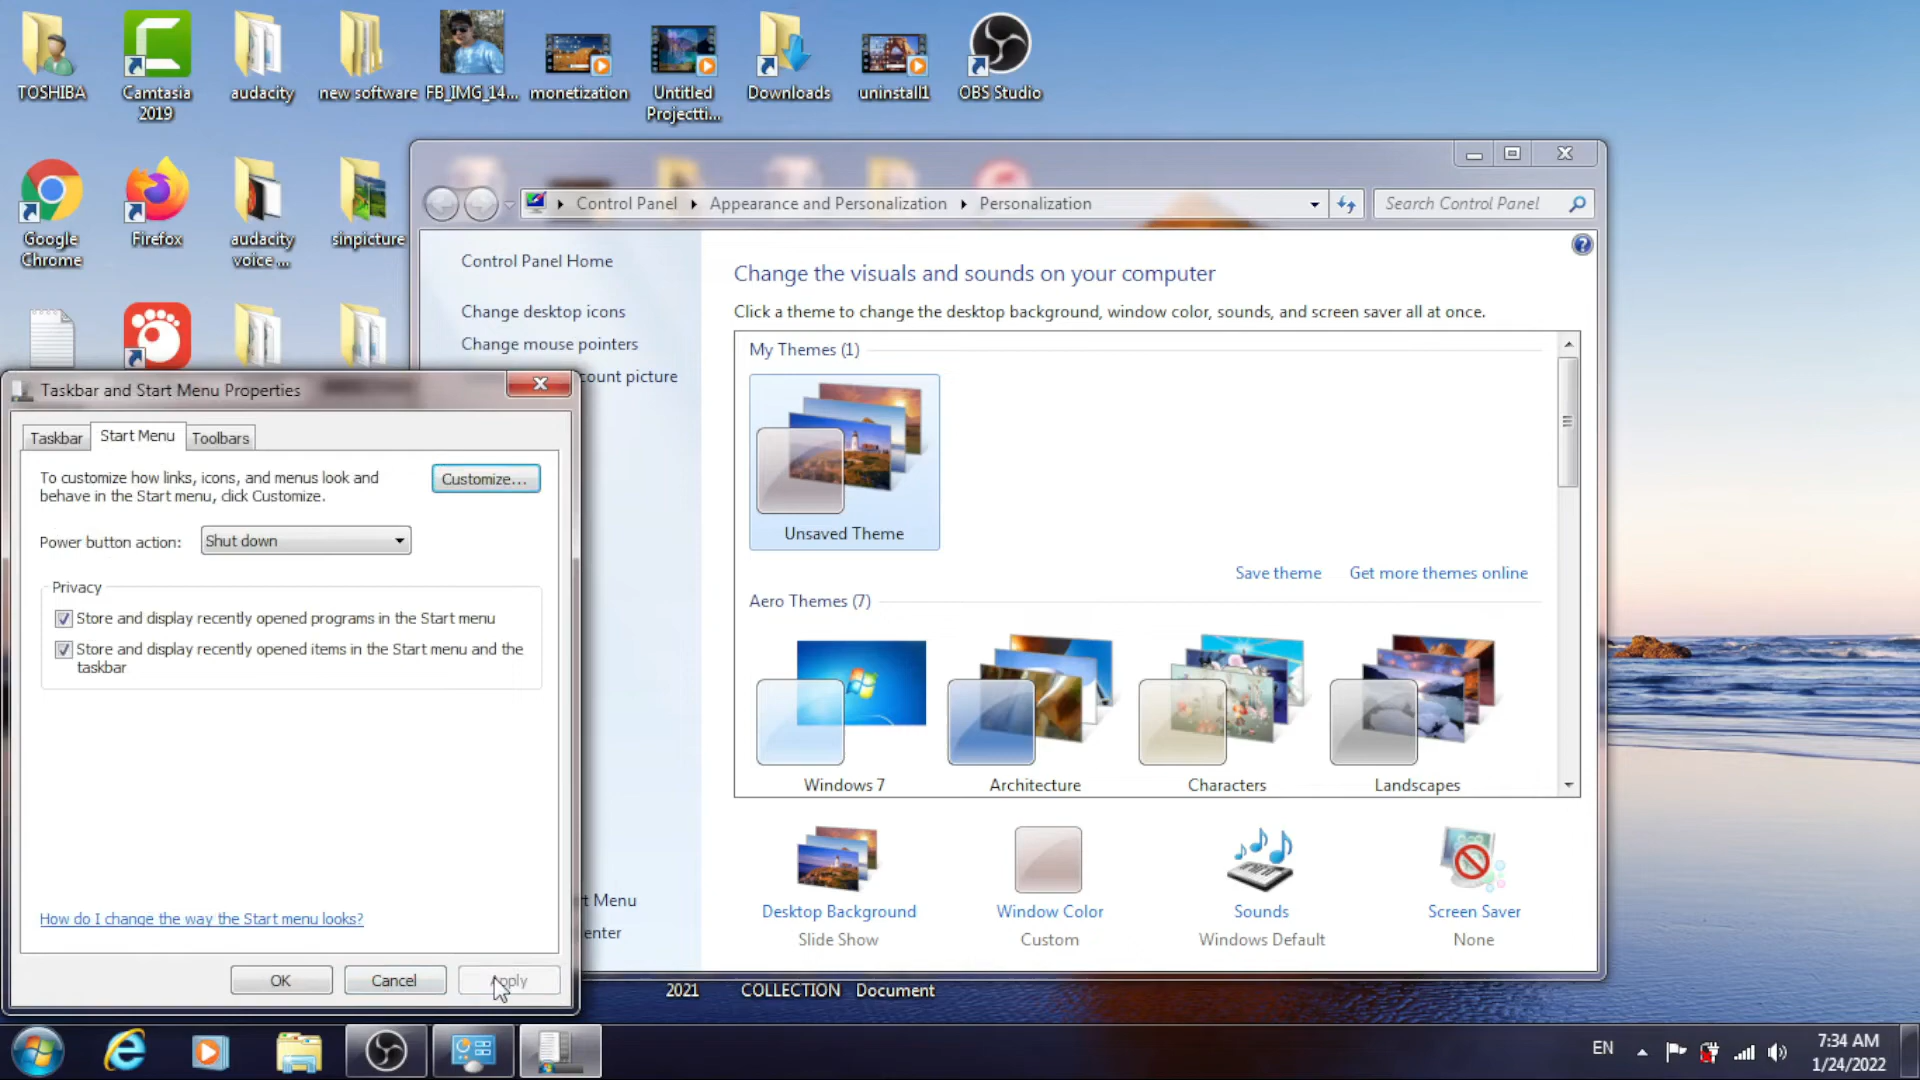 TOSHIBA
Camtasia
2019
audacity
new software
FB_IMG_14...
monetization
Untitled
Projectti...
Downloads
uninstall1
OBS Studio
Google
Chrome
Firefox
audacity
voice ...
sinpicture
Control Panel
Appearance and Personalization
Personalization
Search Control Panel
Control Panel Home
Change desktop icons
Change mouse pointers
count picture
rt Menu
enter
Change the visuals and sounds on your computer
Click a theme to change the desktop background, window color, sounds, and screen saver all at once.
My Themes (1)
Unsaved Theme
Save theme
Get more themes online
Aero Themes (7)
Windows 7
Architecture
Characters
Landscapes
Desktop Background
Slide Show
Window Color
Custom
Sounds
Windows Default
Screen Saver
None
Taskbar and Start Menu Properties
Taskbar
Start Menu
Toolbars
To customize how links, icons, and menus look and
behave in the Start menu, click Customize.
Customize...
Power button action:
Shut down
Privacy
Store and display recently opened programs in the Start menu
Store and display recently opened items in the Start menu and the
taskbar
How do I change the way the Start menu looks?
OK
Cancel
Apply
2021
COLLECTION
Document
EN
7:34 AM
1/24/2022